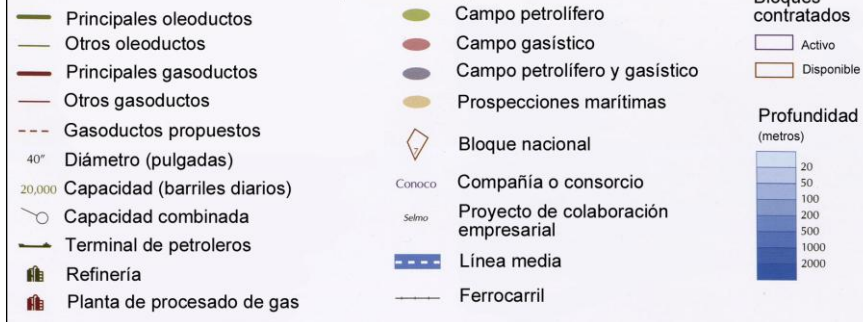 Principales oleoductos
Otros oleoductos
Principales gasoductos
Otros gasoductos
Gasoductos propuestos
40" Diámetro (pulgadas)
20,000 Capacidad (barriles diarios)
Capacidad combinada
Terminal de petroleros
Refinería
Planta de procesado de gas
Campo petrolífero
Campo gasístico
Campo petrolífero y gasístico
Prospecciones marítimas
7 Bloque nacional
Conoco Compañía o consorcio
Selmo Proyecto de colaboración
empresarial
Línea media
Ferrocarril
Bloques
contratados
Activo
Disponible
Profundidad
(metros)
20
50
100
200
500
1000
2000